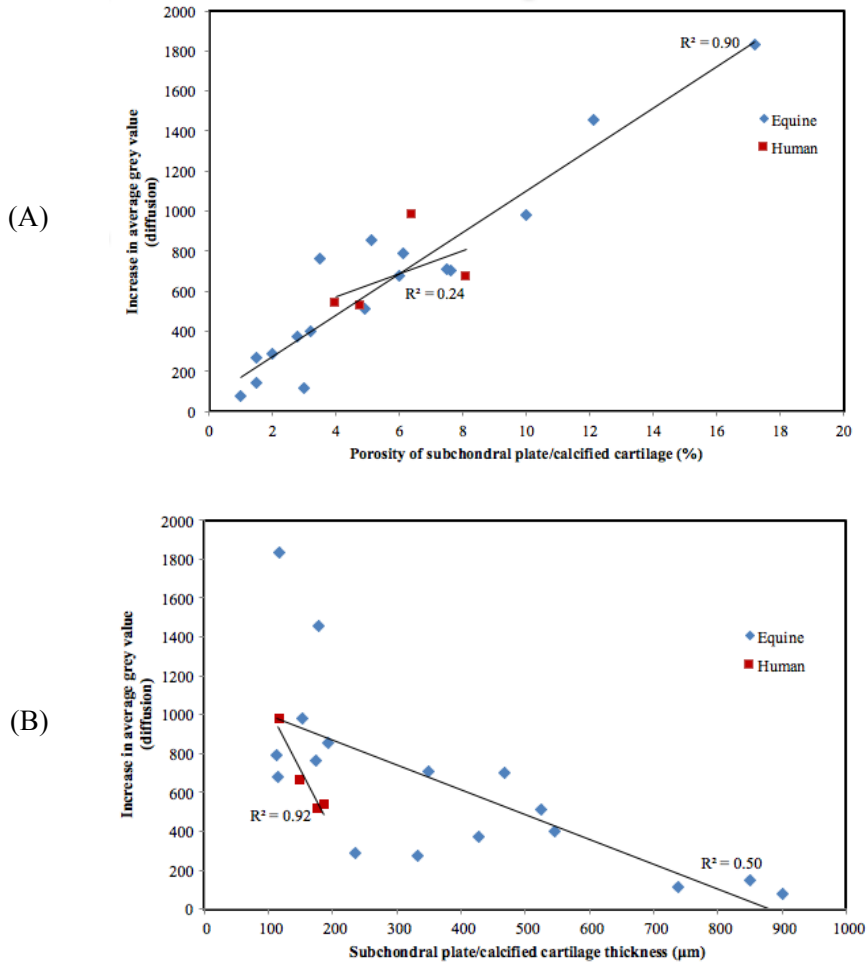 2000
1800
1600
1400
1200
1000
800
600
400
200
0
Increase in average grey value
(diffusion)
(A)
R² = 0.90
R² = 0.24
Equine
Human
0 2 4 6 8 10 12 14 16 18 20
Porosity of subchondral plate/calcified cartilage (%)
2000
1800
1600
1400
1200
1000
800
600
400
200
0
Increase in average grey value
(diffusion)
(B)
Equine
Human
R² = 0.92
R² = 0.50
0 100 200 300 400 500 600 700 800 900 1000
Subchondral plate/calcified cartilage thickness (µm)